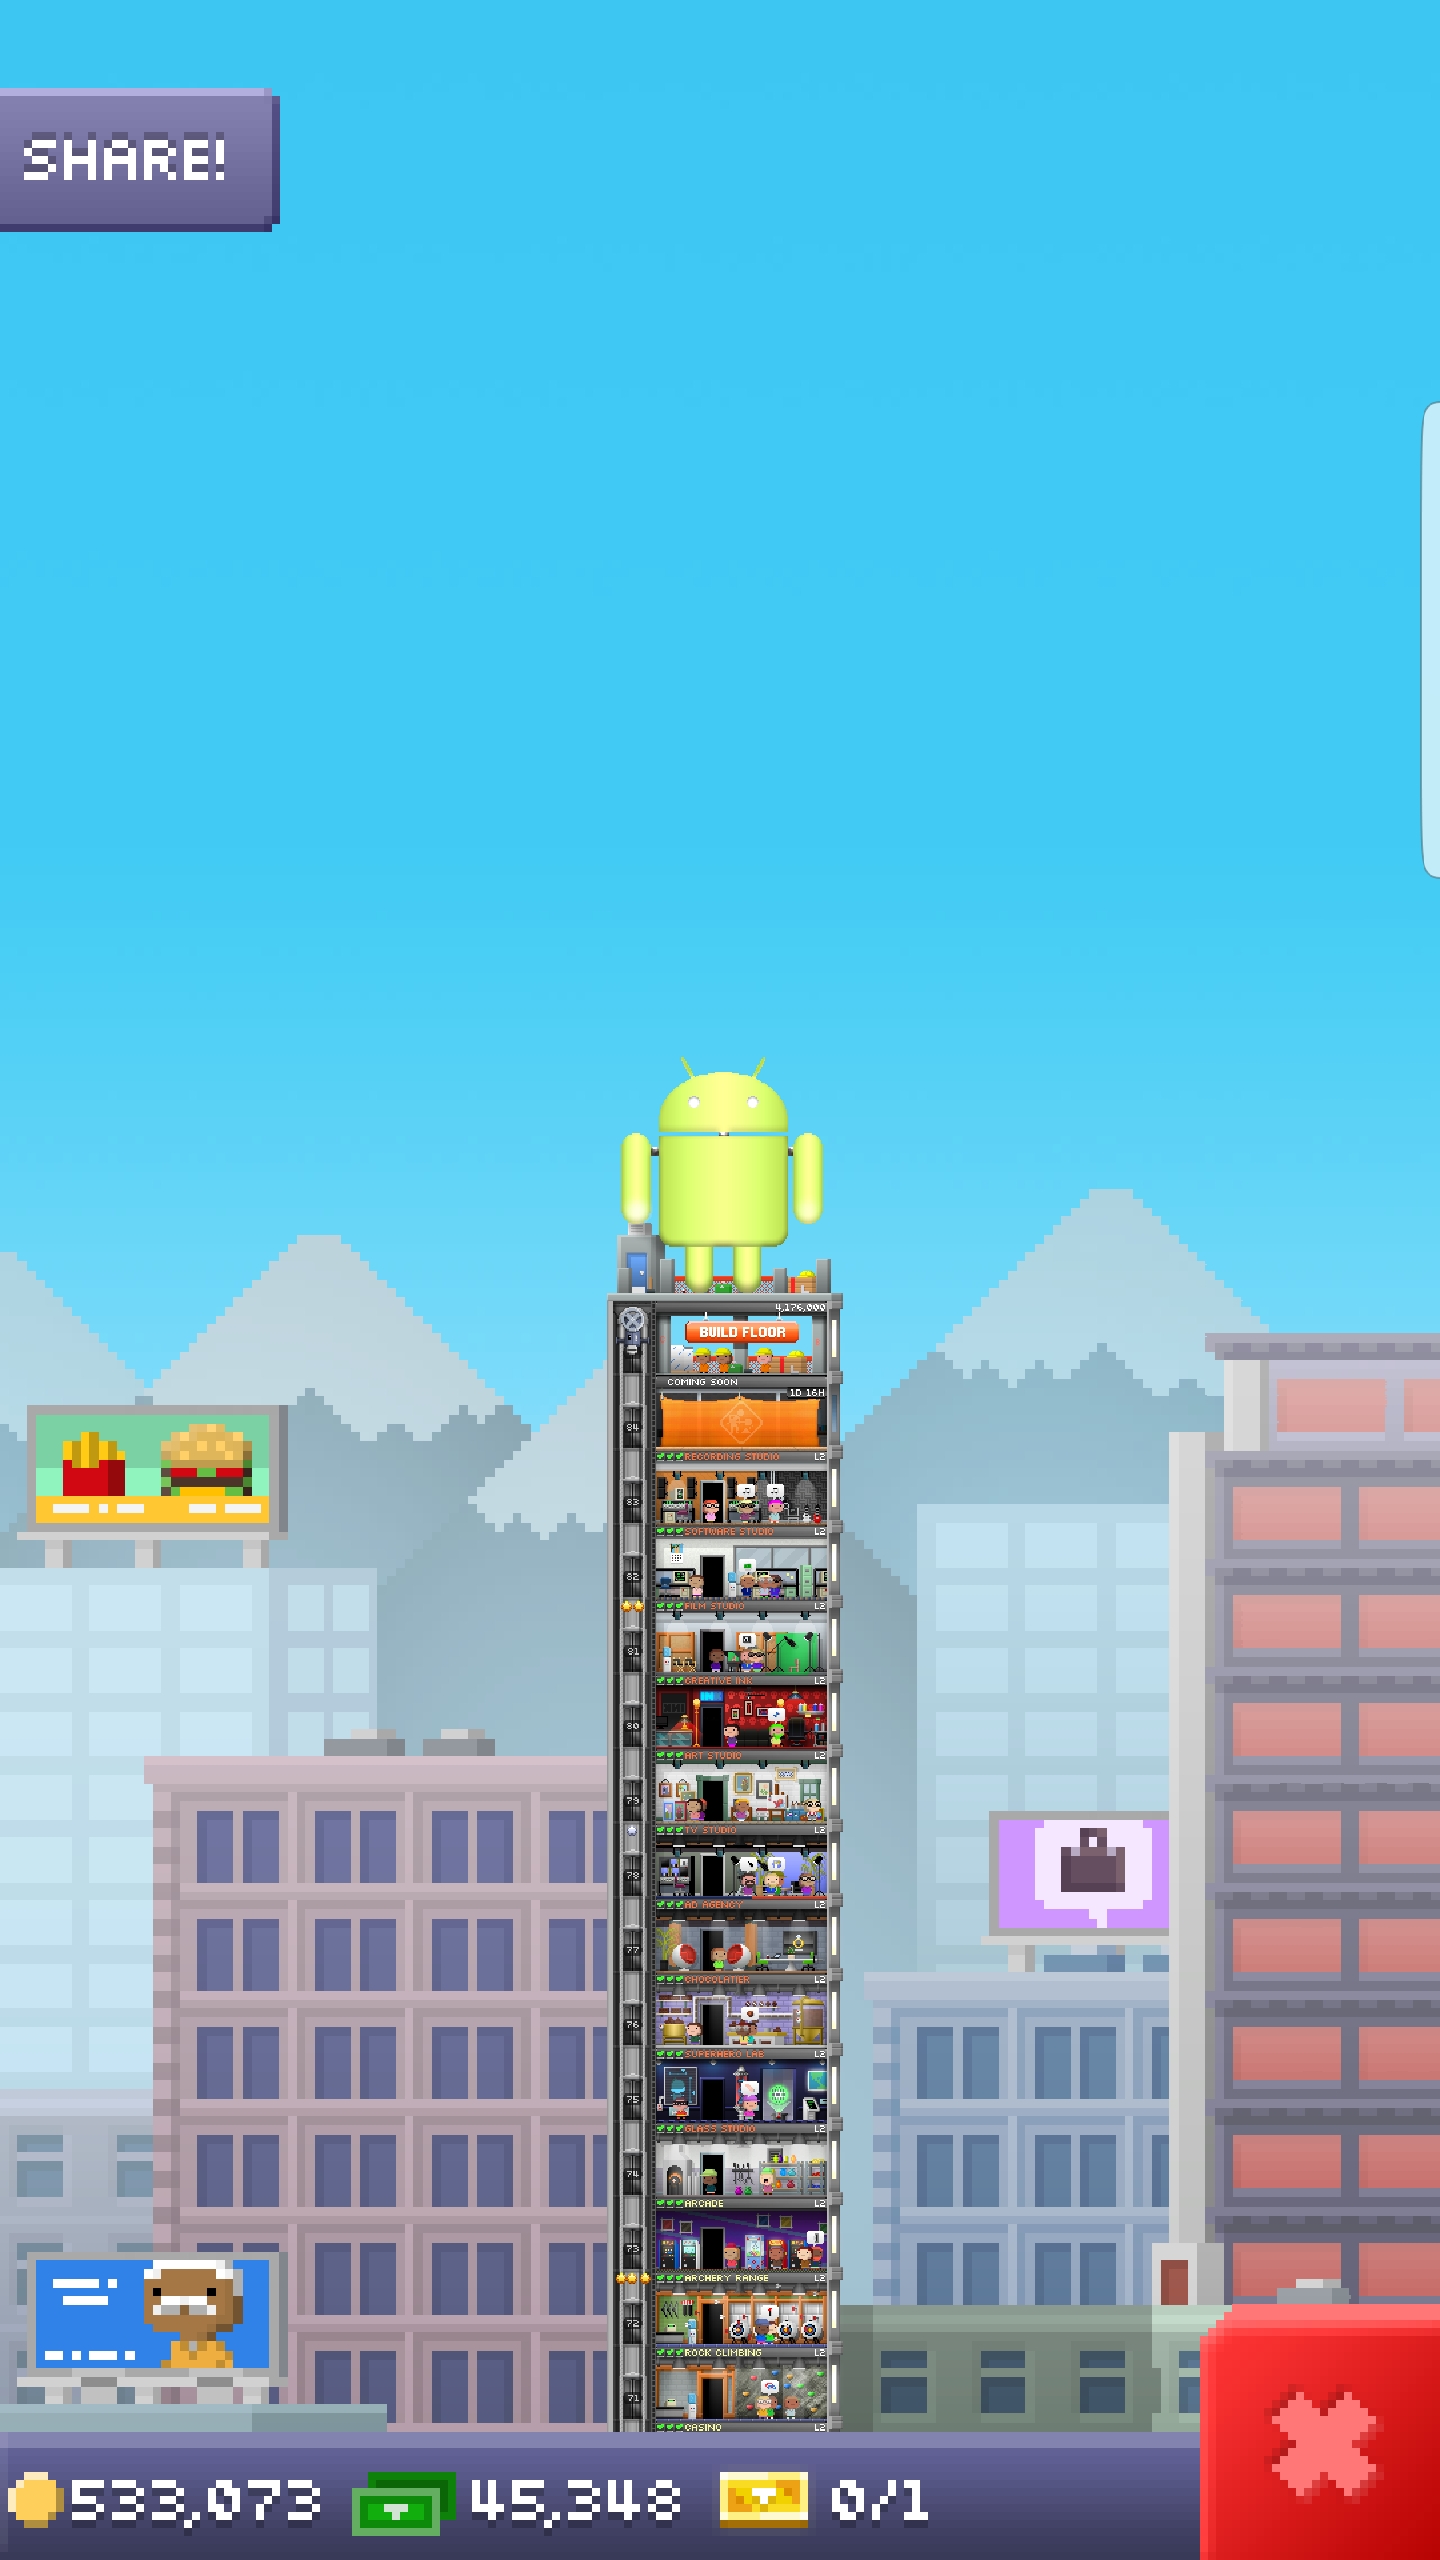 SHARE!
4,176,000
BUILD FLOOR
COMING SOON
1D 16H
84
RECORDING STUDIO L2
83
SOFTWARE STUDIO L2
82
FILM STUDIO L2
81
CREATIVE INK L2
INK
80
ART STUDIO L2
79
TV STUDIO L2
78
AD AGENCY L2
77
CHOCOLATIER L2
76
SUPERHERO LAB L2
75
GLASS STUDIO L2
74
ARCADE L2
73
ARCHERY RANGE L2
72
ROCK CLIMBING L2
71
CASINO L2
533,073 45,348 0/1